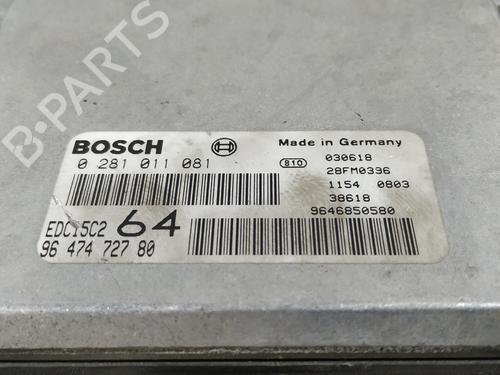 B-PARTS
BOSCH
Made in Germany
0 281 011 081
810
030618
28FM0336
1154 0803
38618
9646850580
EDC15C2 64
96 474 727 80